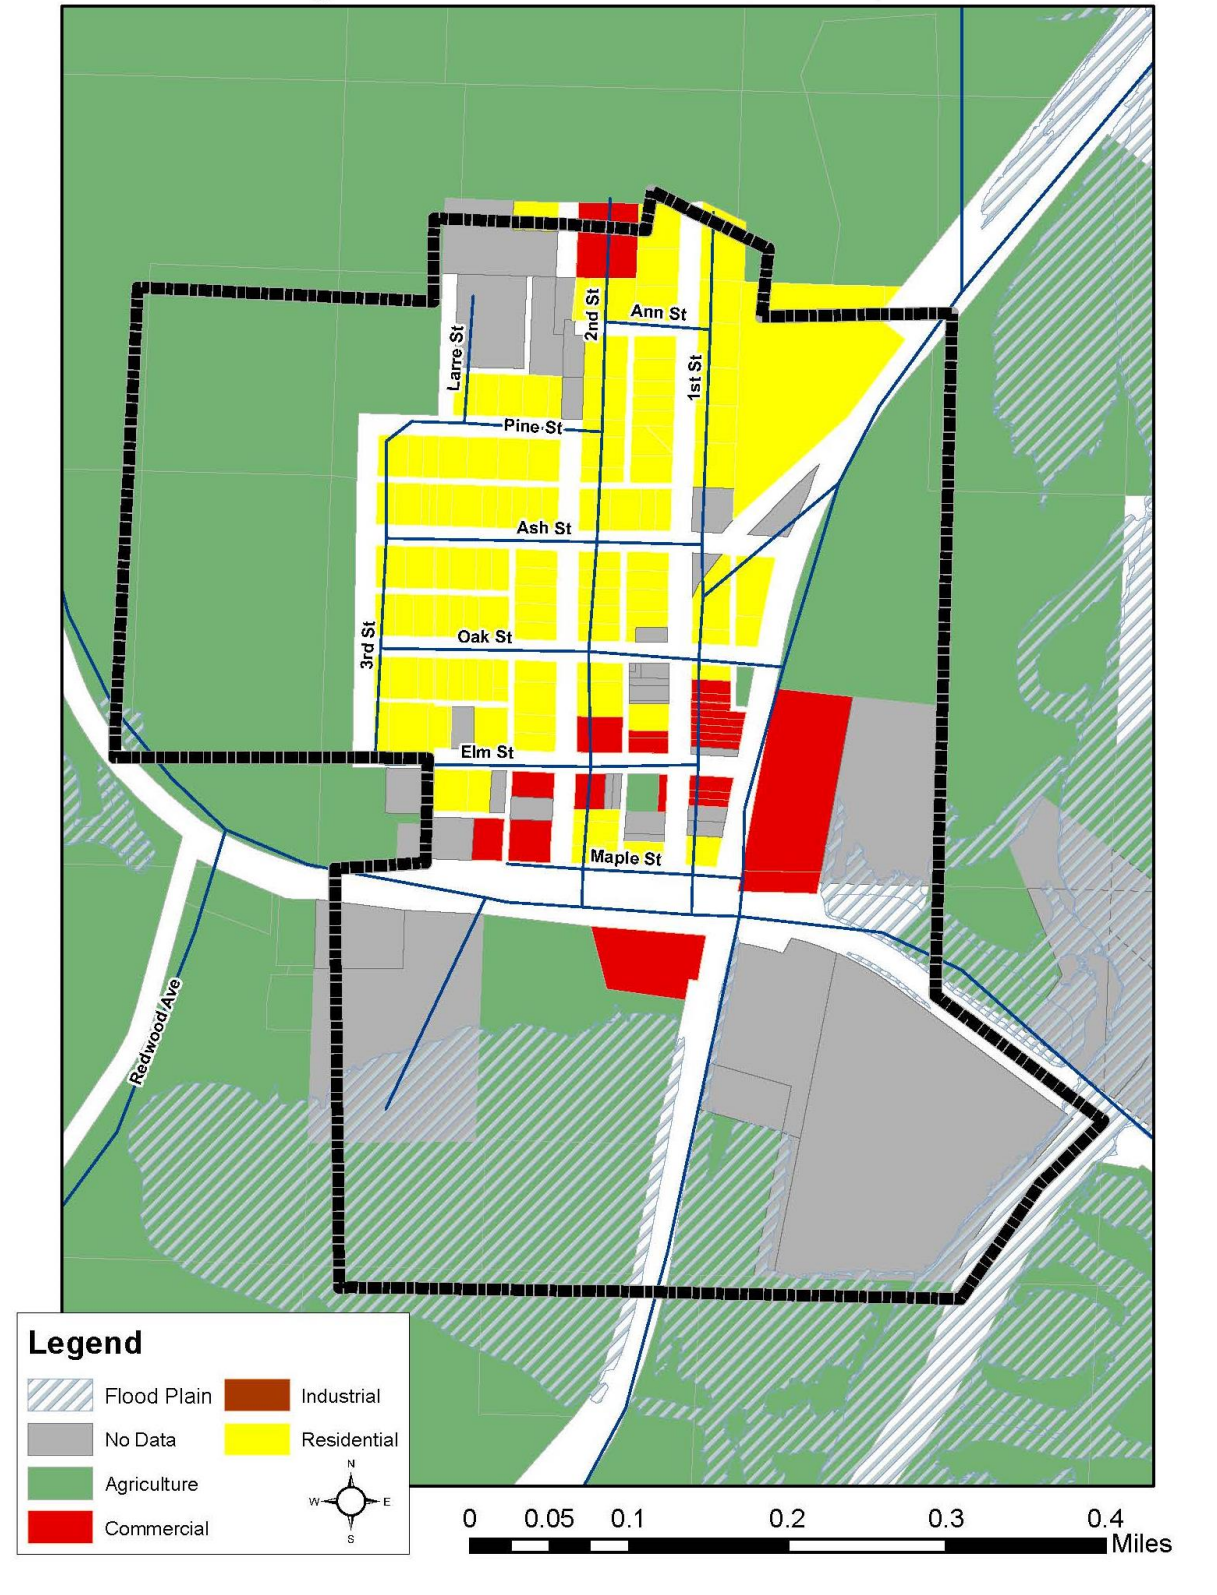 Ann St
2nd St
Larre St
1st St
Pine St
Ash St
Oak St
3rd St
Elm St
Maple St
Redwood Ave
Legend
Flood Plain
Industrial
No Data
Residential
Agriculture
Commercial
N
W E
S
0 0.05 0.1 0.2 0.3 0.4
Miles